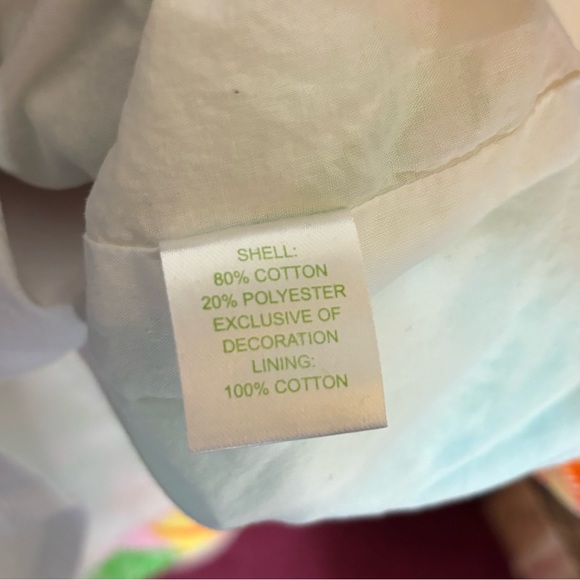 SHELL:
80% COTTON
20% POLYESTER
EXCLUSIVE OF
DECORATION
LINING:
100% COTTON